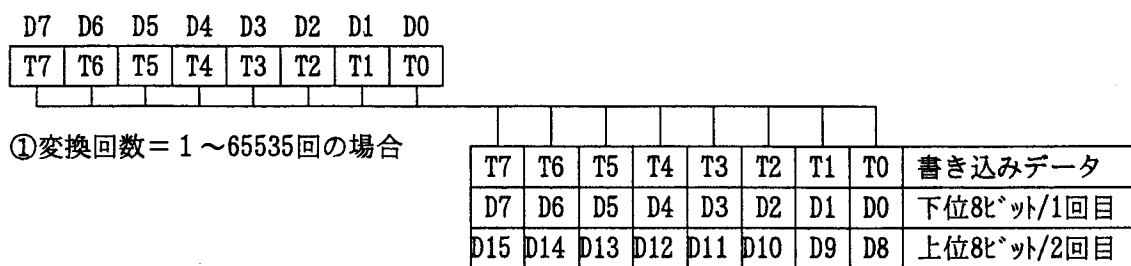 D7 D6 D5 D4 D3 D2 D1 D0
T7 T6 T5 T4 T3 T2 T1 T0
①変換回数=1~65535回の場合
T7 T6 T5 T4 T3 T2 T1 T0 書き込みデータ
D7 D6 D5 D4 D3 D2 D1 D0 下位8ビット/1回目
D15 D14 D13 D12 D11 D10 D9 D8 上位8ビット/2回目